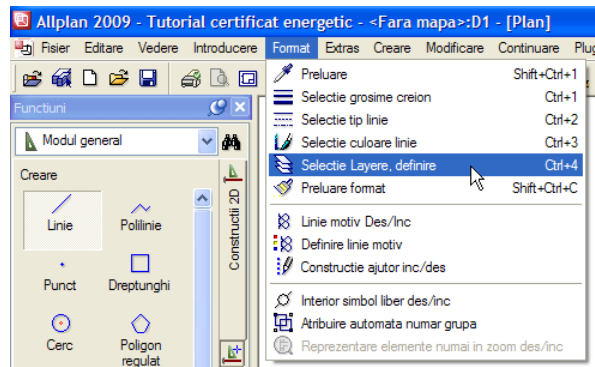 Allplan 2009 - Tutorial certificat energetic - <Fara mapa>:D1 - [Plan]
Fisier Editare Vedere Introducere Format Extras Creare Modificare Continuare
Functiuni
Modul general
Creare
Linie Polilinie
Punct Dreptunghi
Cerc Poligon
regulat
Constructii 2D
Preluare Shift+Ctrl+1
Selectie grosime creion Ctrl+1
Selectie tip linie Ctrl+2
Selectie culoare linie Ctrl+3
Selectie Layere, definire Ctrl+4
Preluare format Shift+Ctrl+C
Linie motiv Des/Inc
Definire linie motiv
Constructie ajutor inc/des
Interior simbol liber des/inc
Atribuire automata numar grupa
Reprezentare elemente numai in zoom des/inc